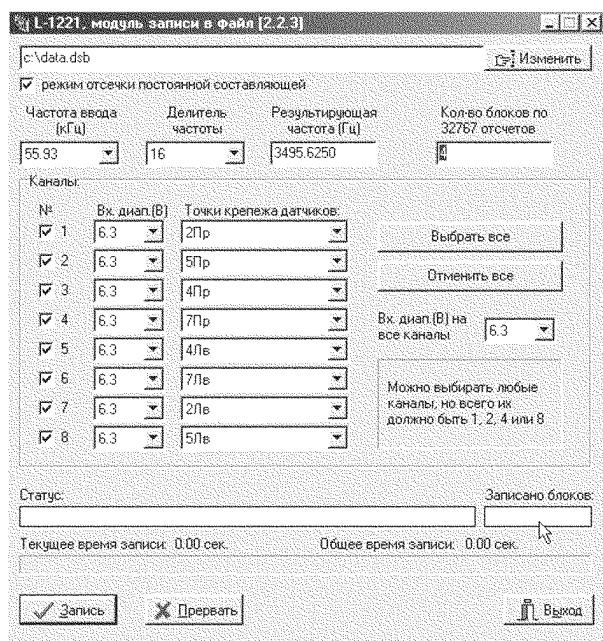 L-1221, модуль записи в файл [2.2.3]
c:\data.dsb
Изменить
режим отсечки постоянной составляющей
Частота ввода (кГц)
Делитель частоты
Результирующая частота (Гц)
Кол-во блоков по 32767 отсчетов
55.93
16
3495.6250
Каналы:
№ Вх. диап.(В) Точки крепежа датчиков:
1 6.3 2Пр
2 6.3 5Пр
3 6.3 4Пр
4 6.3 7Пр
5 6.3 4Лв
6 6.3 7Лв
7 6.3 2Лв
8 6.3 5Лв
Выбрать все
Отменить все
Вх. диап.(В) на
все каналы
6.3
Можно выбирать любые
каналы, но всего их
должно быть 1, 2, 4 или 8
Статус:
Записано блоков:
Текущее время записи: 0.00 сек.
Общее время записи: 0.00 сек.
Запись
Прервать
Выход